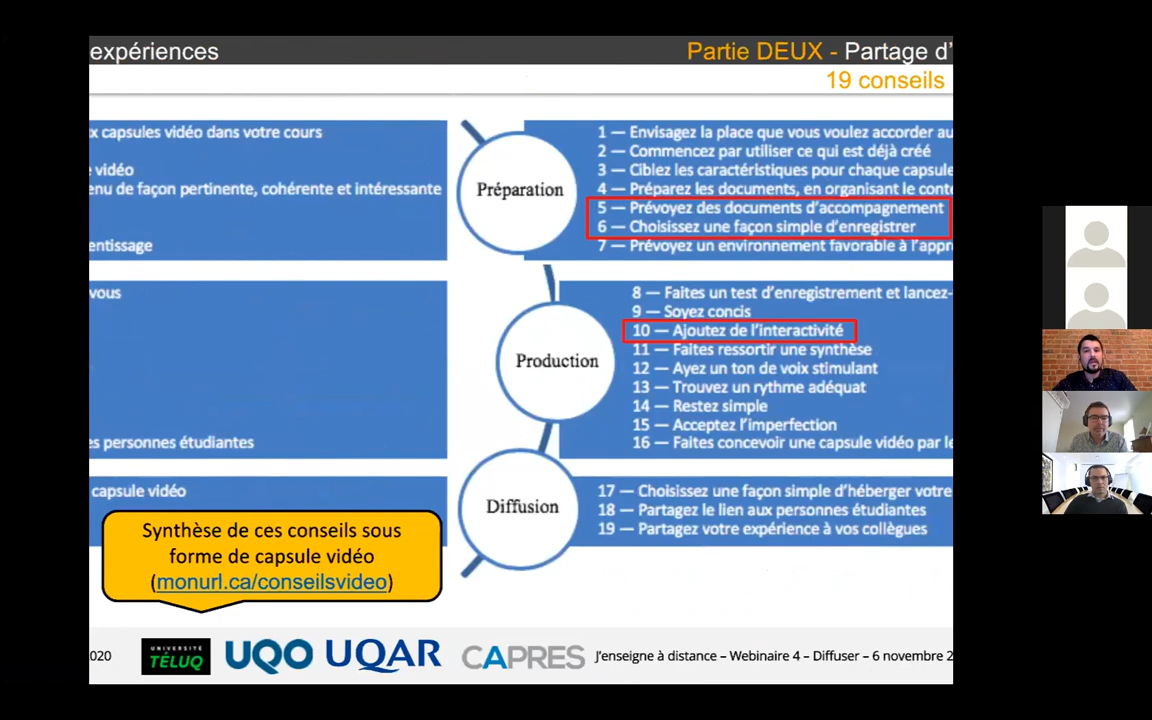 expériences
Partie DEUX - Partage d'
19 conseils
x capsules vidéo dans votre cours
e vidéo
enu de façon pertinente, cohérente et intéressante
entissage
Préparation
1 — Envisagez la place que vous voulez accorder au
2 — Commencez par utiliser ce qui est déjà créé
3 — Ciblez les caractéristiques pour chaque capsule
4 — Préparez les documents, en organisant le conte
5 — Prévoyez des documents d'accompagnement
6 — Choisissez une façon simple d'enregistrer
7 — Prévoyez un environnement favorable à l'appr
vous
es personnes étudiantes
Production
8 — Faites un test d'enregistrement et lancez-
9 — Soyez concis
10 — Ajoutez de l'interactivité
11 — Faites ressortir une synthèse
12 — Ayez un ton de voix stimulant
13 — Trouvez un rythme adéquat
14 — Restez simple
15 — Acceptez l'imperfection
16 — Faites concevoir une capsule vidéo par le
capsule vidéo
Diffusion
17 — Choisissez une façon simple d'héberger votre
18 — Partagez le lien aux personnes étudiantes
19 — Partagez votre expérience à vos collègues
Synthèse de ces conseils sous
forme de capsule vidéo
(monurl.ca/conseilsvideo)
020
UNIVERSITÉ
TÉLUQ
UQO
UQAR
CAPRES
J'enseigne à distance – Webinaire 4 – Diffuser – 6 novembre 2